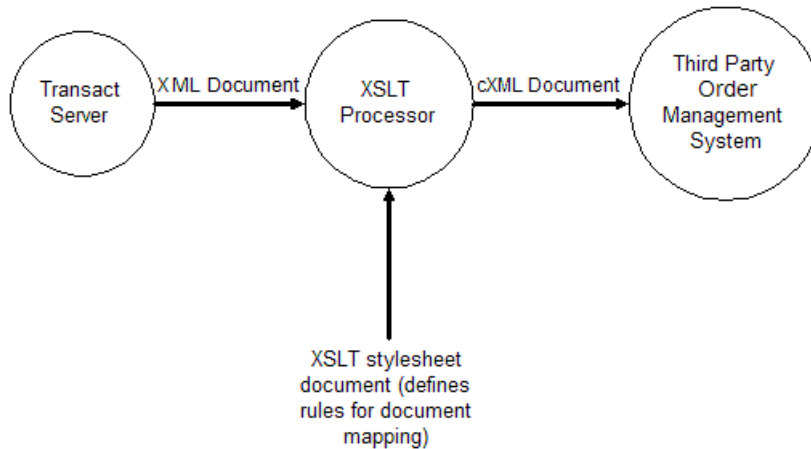 Transact
Server
XML Document
XSLT
Processor
cXML Document
Third Party
Order
Management
System
XSLT stylesheet
document (defines
rules for document
mapping)